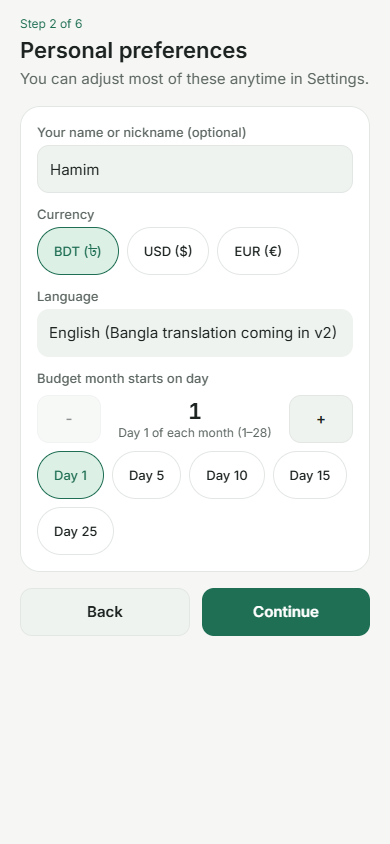 Step 2 of 6
Personal preferences
You can adjust most of these anytime in Settings.
Your name or nickname (optional)
Hamim
Currency
BDT (৳)
USD ($)
EUR (€)
Language
English (Bangla translation coming in v2)
Budget month starts on day
-
1
+
Day 1 of each month (1–28)
Day 1
Day 5
Day 10
Day 15
Day 25
Back
Continue